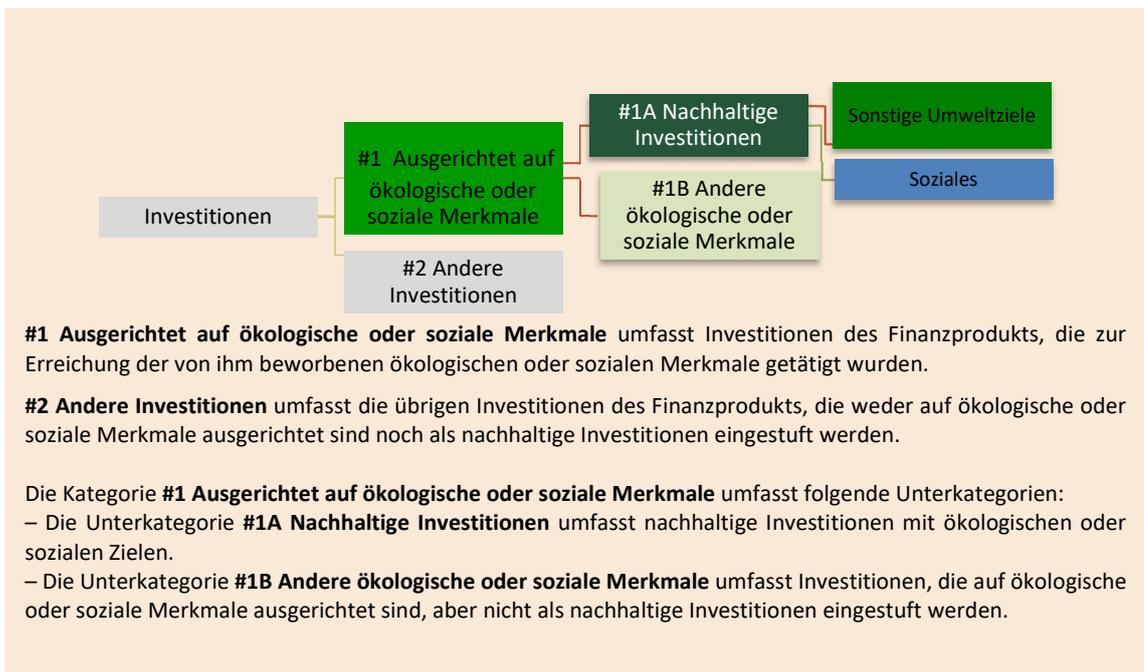 Investitionen
#1 Ausgerichtet auf
ökologische oder
soziale Merkmale
#2 Andere
Investitionen
#1A Nachhaltige
Investitionen
#1B Andere
ökologische oder
soziale Merkmale
Sonstige Umweltziele
Soziales
#1 Ausgerichtet auf ökologische oder soziale Merkmale umfasst Investitionen des Finanzprodukts, die zur
Erreichung der von ihm beworbenen ökologischen oder sozialen Merkmale getätigt wurden.
#2 Andere Investitionen umfasst die übrigen Investitionen des Finanzprodukts, die weder auf ökologische oder
soziale Merkmale ausgerichtet sind noch als nachhaltige Investitionen eingestuft werden.
Die Kategorie #1 Ausgerichtet auf ökologische oder soziale Merkmale umfasst folgende Unterkategorien:
– Die Unterkategorie #1A Nachhaltige Investitionen umfasst nachhaltige Investitionen mit ökologischen oder
sozialen Zielen.
– Die Unterkategorie #1B Andere ökologische oder soziale Merkmale umfasst Investitionen, die auf ökologische
oder soziale Merkmale ausgerichtet sind, aber nicht als nachhaltige Investitionen eingestuft werden.